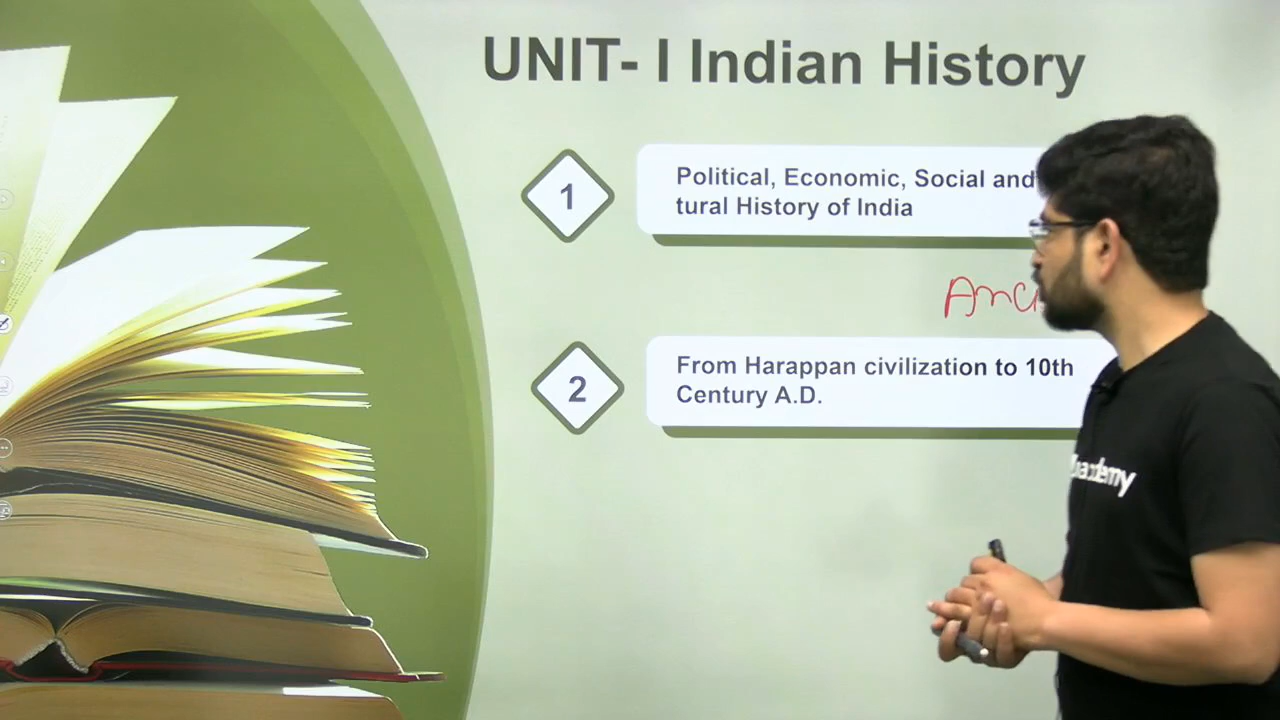 UNIT- I Indian History
1
Political, Economic, Social and
tural History of India
2
From Harappan civilization to 10th
Century A.D.